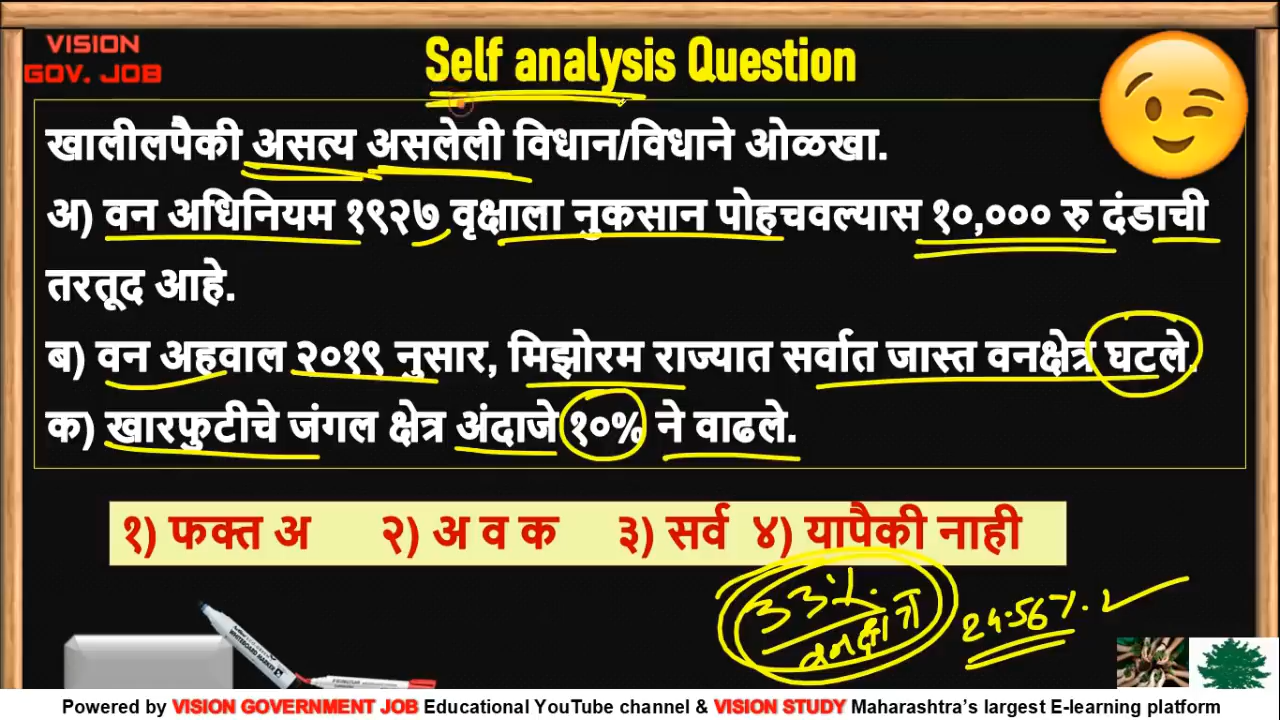 VISION
GOV. JOB
Self analysis Question
खालीलपैकी असत्य असलेली विधान/विधाने ओळखा.
अ) वन अधिनियम १९२७ वृक्षाला नुकसान पोहचवल्यास १०,००० रु दंडाची
तरतूद आहे.
ब) वन अहवाल २०१९ नुसार, मिझोरम राज्यात सर्वात जास्त वनक्षेत्र घटले.
क) खारफुटीचे जंगल क्षेत्र अंदाजे १०% ने वाढले.
१) फक्त अ २) अ व क ३) सर्व ४) यापैकी नाही
33%.
वनक्षेत्र
24.56%.
Powered by VISION GOVERNMENT JOB Educational YouTube channel & VISION STUDY Maharashtra's largest E-learning platform